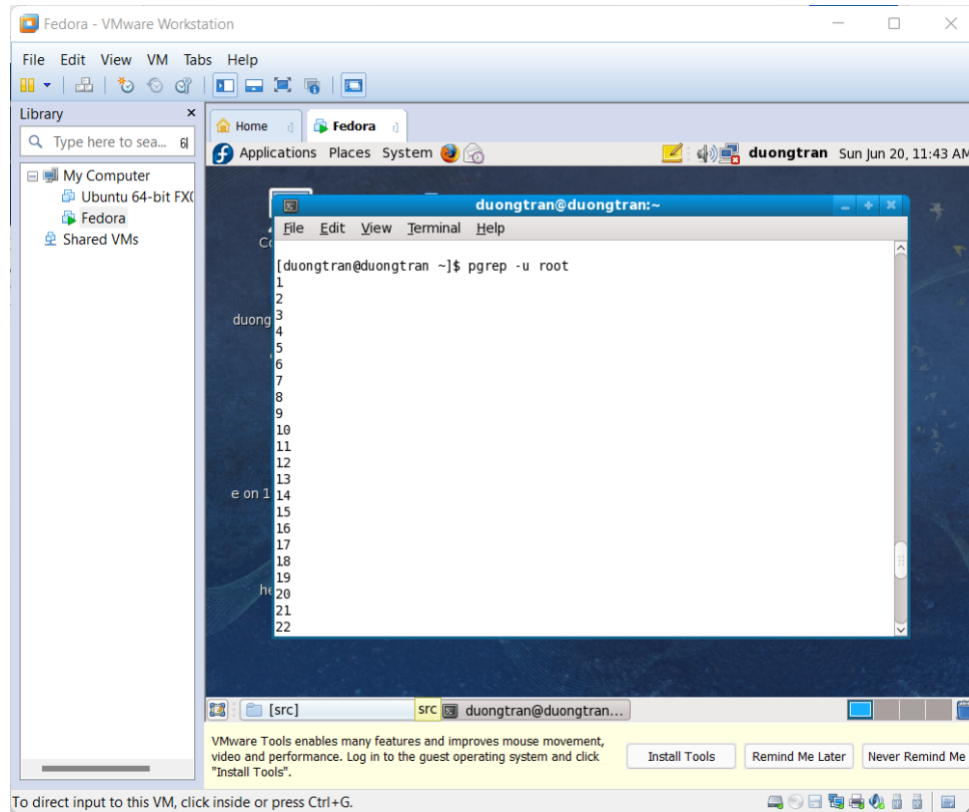 Fedora - VMware Workstation
File Edit View VM Tabs Help
Library
Type here to sea...
My Computer
Ubuntu 64-bit FX(
Fedora
Shared VMs
Home
Fedora
Applications Places System
duongtran Sun Jun 20, 11:43 AM
duongtran@duongtran:~
File Edit View Terminal Help
[duongtran@duongtran ~]$ pgrep -u root
1
2
3
4
5
6
7
8
9
10
11
12
13
14
15
16
17
18
19
20
21
22
duong
e on 1
he
[src]
src
duongtran@duongtran...
VMware Tools enables many features and improves mouse movement,
video and performance. Log in to the guest operating system and click
"Install Tools".
Install Tools
Remind Me Later
Never Remind Me
To direct input to this VM, click inside or press Ctrl+G.